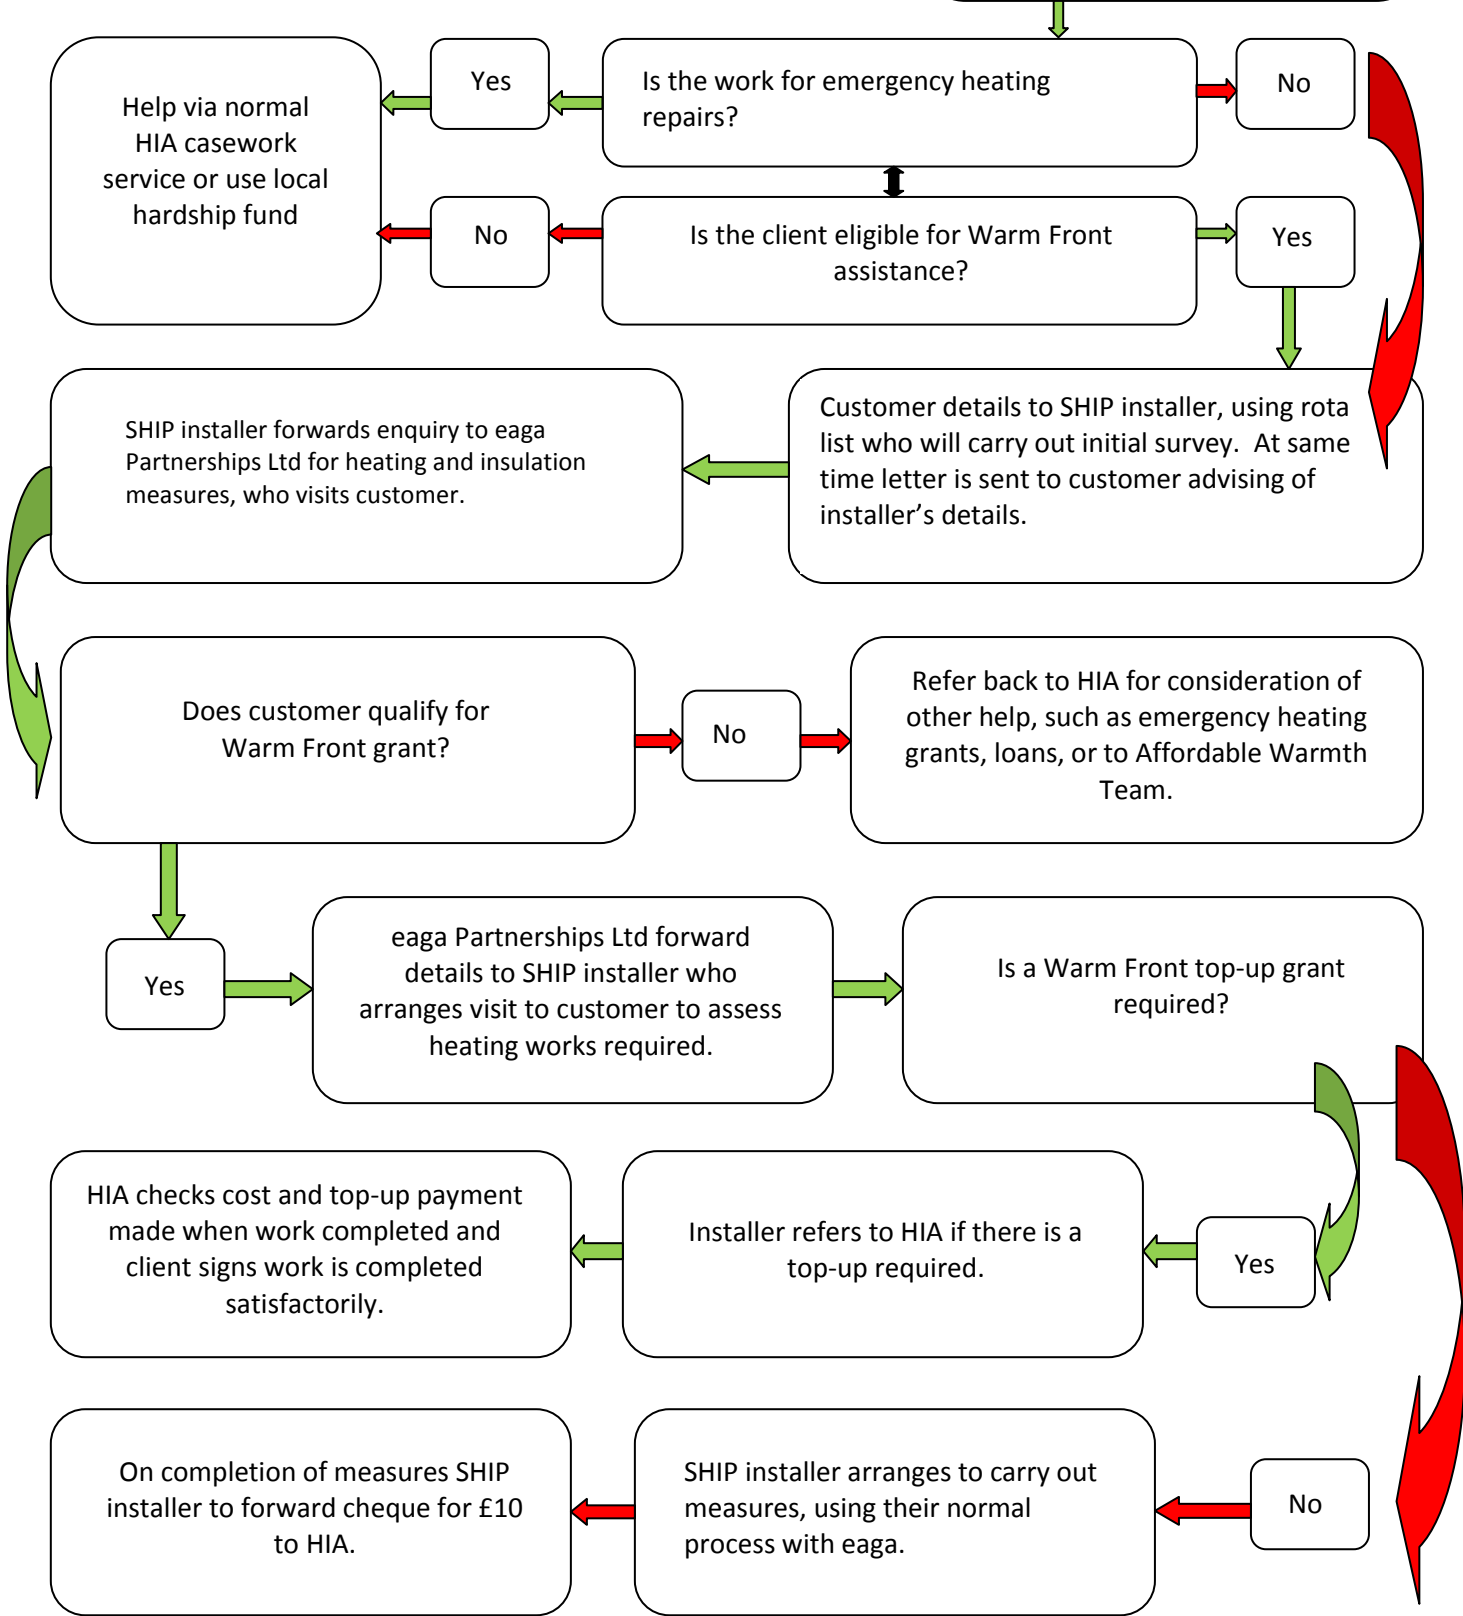 Help via normal
HIA casework
service or use local
hardship fund
Yes
Is the work for emergency heating
repairs?
No
No
Is the client eligible for Warm Front
assistance?
Yes
SHIP installer forwards enquiry to eaga
Partnerships Ltd for heating and insulation
measures, who visits customer.
Customer details to SHIP installer, using rota
list who will carry out initial survey.  At same
time letter is sent to customer advising of
installer’s details.
Does customer qualify for
Warm Front grant?
No
Refer back to HIA for consideration of
other help, such as emergency heating
grants, loans, or to Affordable Warmth
Team.
Yes
eaga Partnerships Ltd forward
details to SHIP installer who
arranges visit to customer to assess
heating works required.
Is a Warm Front top-up grant
required?
HIA checks cost and top-up payment
made when work completed and
client signs work is completed
satisfactorily.
Installer refers to HIA if there is a
top-up required.
Yes
On completion of measures SHIP
installer to forward cheque for £10
to HIA.
SHIP installer arranges to carry out
measures, using their normal
process with eaga.
No